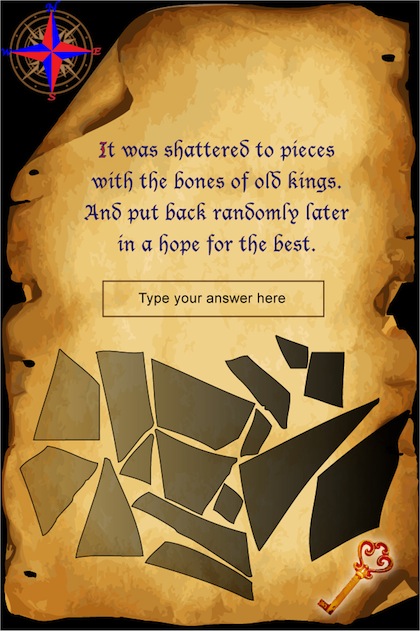 N
W E
S
It was shattered to pieces
with the bones of old kings.
And put back randomly later
in a hope for the best.
Type your answer here